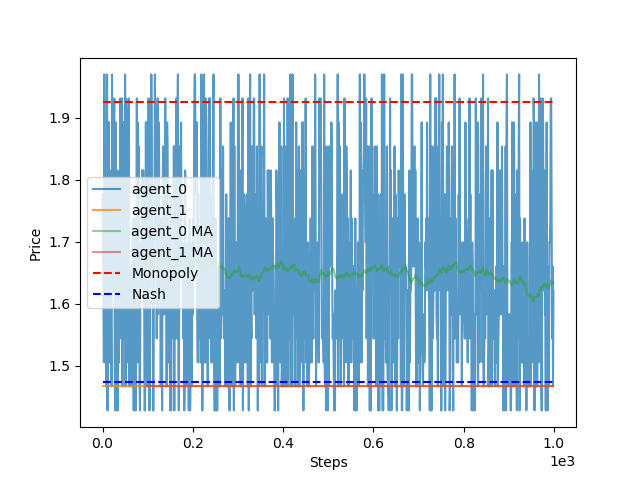 1.9
1.8
1.7
1.6
1.5
Price
agent_0
agent_1
agent_0 MA
agent_1 MA
Monopoly
Nash
0.0 0.2 0.4 0.6 0.8 1.0
1e3
Steps